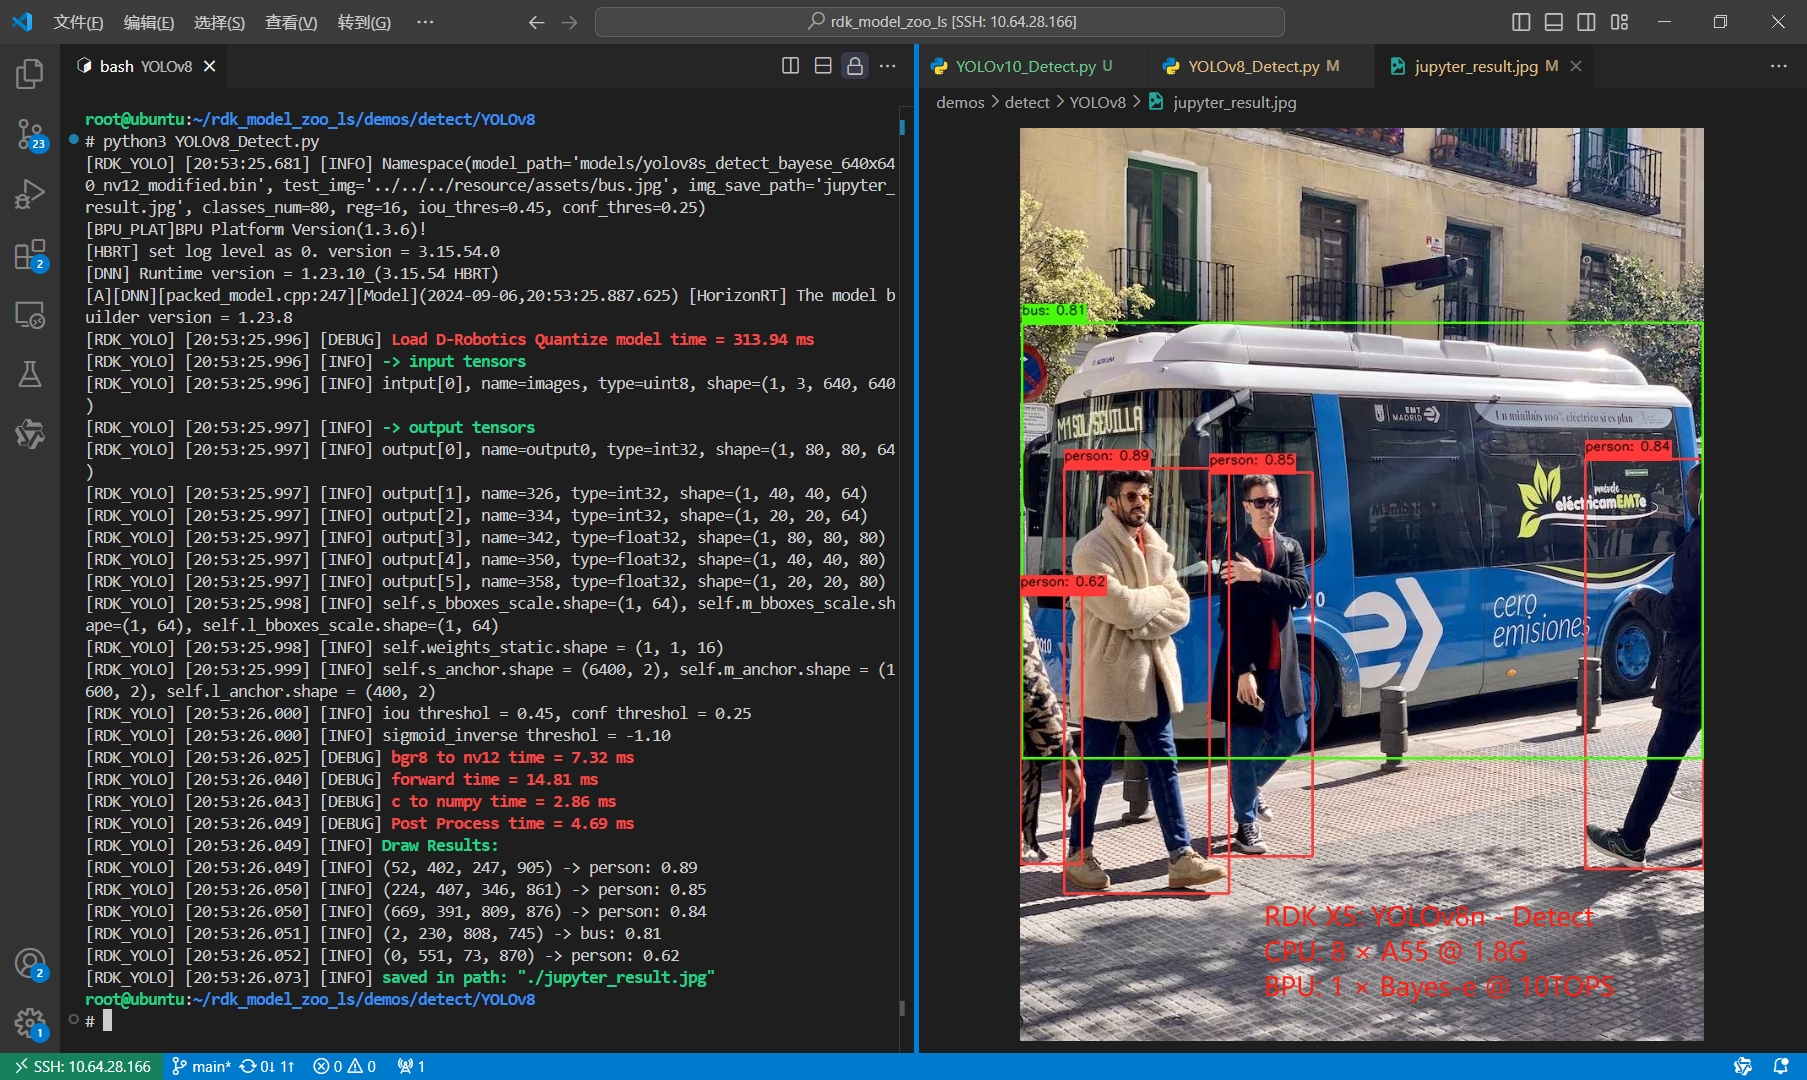 文件(F) 编辑(E) 选择(S) 查看(V) 转到(G) ··· rdk_model_zoo_ls [SSH: 10.64.28.166]
bash YOLOv8
root@ubuntu:~/rdk_model_zoo_ls/demos/detect/YOLOv8
# python3 YOLOv8_Detect.py
[RDK_YOLO] [20:53:25.681] [INFO] Namespace(model_path='models/yolov8s_detect_bayese_640x64
0_nv12_modified.bin', test_img='../../../resource/assets/bus.jpg', img_save_path='jupyter_
result.jpg', classes_num=80, reg=16, iou_thres=0.45, conf_thres=0.25)
[BPU_PLAT]BPU Platform Version(1.3.6)!
[HBRT] set log level as 0. version = 3.15.54.0
[DNN] Runtime version = 1.23.10_(3.15.54 HBRT)
[A][DNN][packed_model.cpp:247][Model](2024-09-06,20:53:25.887.625) [HorizonRT] The model b
uilder version = 1.23.8
[RDK_YOLO] [20:53:25.996] [DEBUG] Load D-Robotics Quantize model time = 313.94 ms
[RDK_YOLO] [20:53:25.996] [INFO] -> input tensors
[RDK_YOLO] [20:53:25.996] [INFO] intput[0], name=images, type=uint8, shape=(1, 3, 640, 640
)
[RDK_YOLO] [20:53:25.997] [INFO] -> output tensors
[RDK_YOLO] [20:53:25.997] [INFO] output[0], name=output0, type=int32, shape=(1, 80, 80, 64
)
[RDK_YOLO] [20:53:25.997] [INFO] output[1], name=326, type=int32, shape=(1, 40, 40, 64)
[RDK_YOLO] [20:53:25.997] [INFO] output[2], name=334, type=int32, shape=(1, 20, 20, 64)
[RDK_YOLO] [20:53:25.997] [INFO] output[3], name=342, type=float32, shape=(1, 80, 80, 80)
[RDK_YOLO] [20:53:25.997] [INFO] output[4], name=350, type=float32, shape=(1, 40, 40, 80)
[RDK_YOLO] [20:53:25.997] [INFO] output[5], name=358, type=float32, shape=(1, 20, 20, 80)
[RDK_YOLO] [20:53:25.998] [INFO] self.s_bboxes_scale.shape=(1, 64), self.m_bboxes_scale.sh
ape=(1, 64), self.l_bboxes_scale.shape=(1, 64)
[RDK_YOLO] [20:53:25.998] [INFO] self.weights_static.shape = (1, 1, 16)
[RDK_YOLO] [20:53:25.999] [INFO] self.s_anchor.shape = (6400, 2), self.m_anchor.shape = (1
600, 2), self.l_anchor.shape = (400, 2)
[RDK_YOLO] [20:53:26.000] [INFO] iou threshol = 0.45, conf threshol = 0.25
[RDK_YOLO] [20:53:26.000] [INFO] sigmoid_inverse threshol = -1.10
[RDK_YOLO] [20:53:26.025] [DEBUG] bgr8 to nv12 time = 7.32 ms
[RDK_YOLO] [20:53:26.040] [DEBUG] forward time = 14.81 ms
[RDK_YOLO] [20:53:26.043] [DEBUG] c to numpy time = 2.86 ms
[RDK_YOLO] [20:53:26.049] [DEBUG] Post Process time = 4.69 ms
[RDK_YOLO] [20:53:26.049] [INFO] Draw Results:
[RDK_YOLO] [20:53:26.049] [INFO] (52, 402, 247, 905) -> person: 0.89
[RDK_YOLO] [20:53:26.050] [INFO] (224, 407, 346, 861) -> person: 0.85
[RDK_YOLO] [20:53:26.050] [INFO] (669, 391, 809, 876) -> person: 0.84
[RDK_YOLO] [20:53:26.051] [INFO] (2, 230, 808, 745) -> bus: 0.81
[RDK_YOLO] [20:53:26.052] [INFO] (0, 551, 73, 870) -> person: 0.62
[RDK_YOLO] [20:53:26.073] [INFO] saved in path: "./jupyter_result.jpg"
root@ubuntu:~/rdk_model_zoo_ls/demos/detect/YOLOv8
#
YOLOv10_Detect.py U YOLOv8_Detect.py M jupyter_result.jpg M
demos > detect > YOLOv8 > jupyter_result.jpg
bus: 0.81
EMT
MADRID
Un minibús 100% eléctrico si es plan
M1 SOL/SEVILLA
person: 0.89
person: 0.85
person: 0.84
eléctricamEMTe
person: 0.62
cero
emisiones
RDK X5: YOLOv8n - Detect
CPU: 8 × A55 @ 1.8G
BPU: 1 × Bayes-e @ 10TOPS
23
2
2
1
SSH: 10.64.28.166 main* 0↓ 1↑ 0 0 1